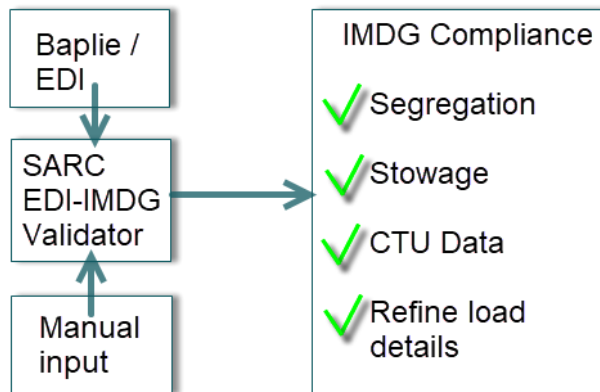 Baplie /
EDI
SARC
EDI-IMDG
Validator
Manual
input
IMDG Compliance
Segregation
Stowage
CTU Data
Refine load
details